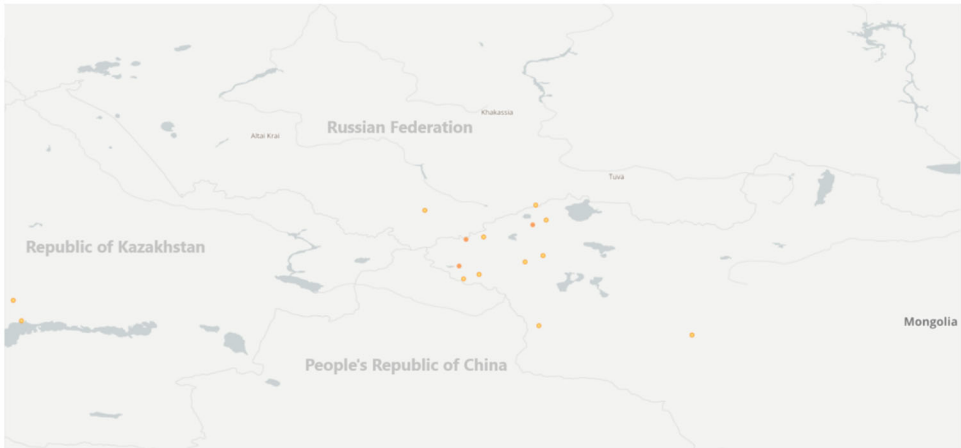 Khakassia
Russian Federation
Altai Krai
Tuva
Republic of Kazakhstan
Mongolia
People's Republic of China